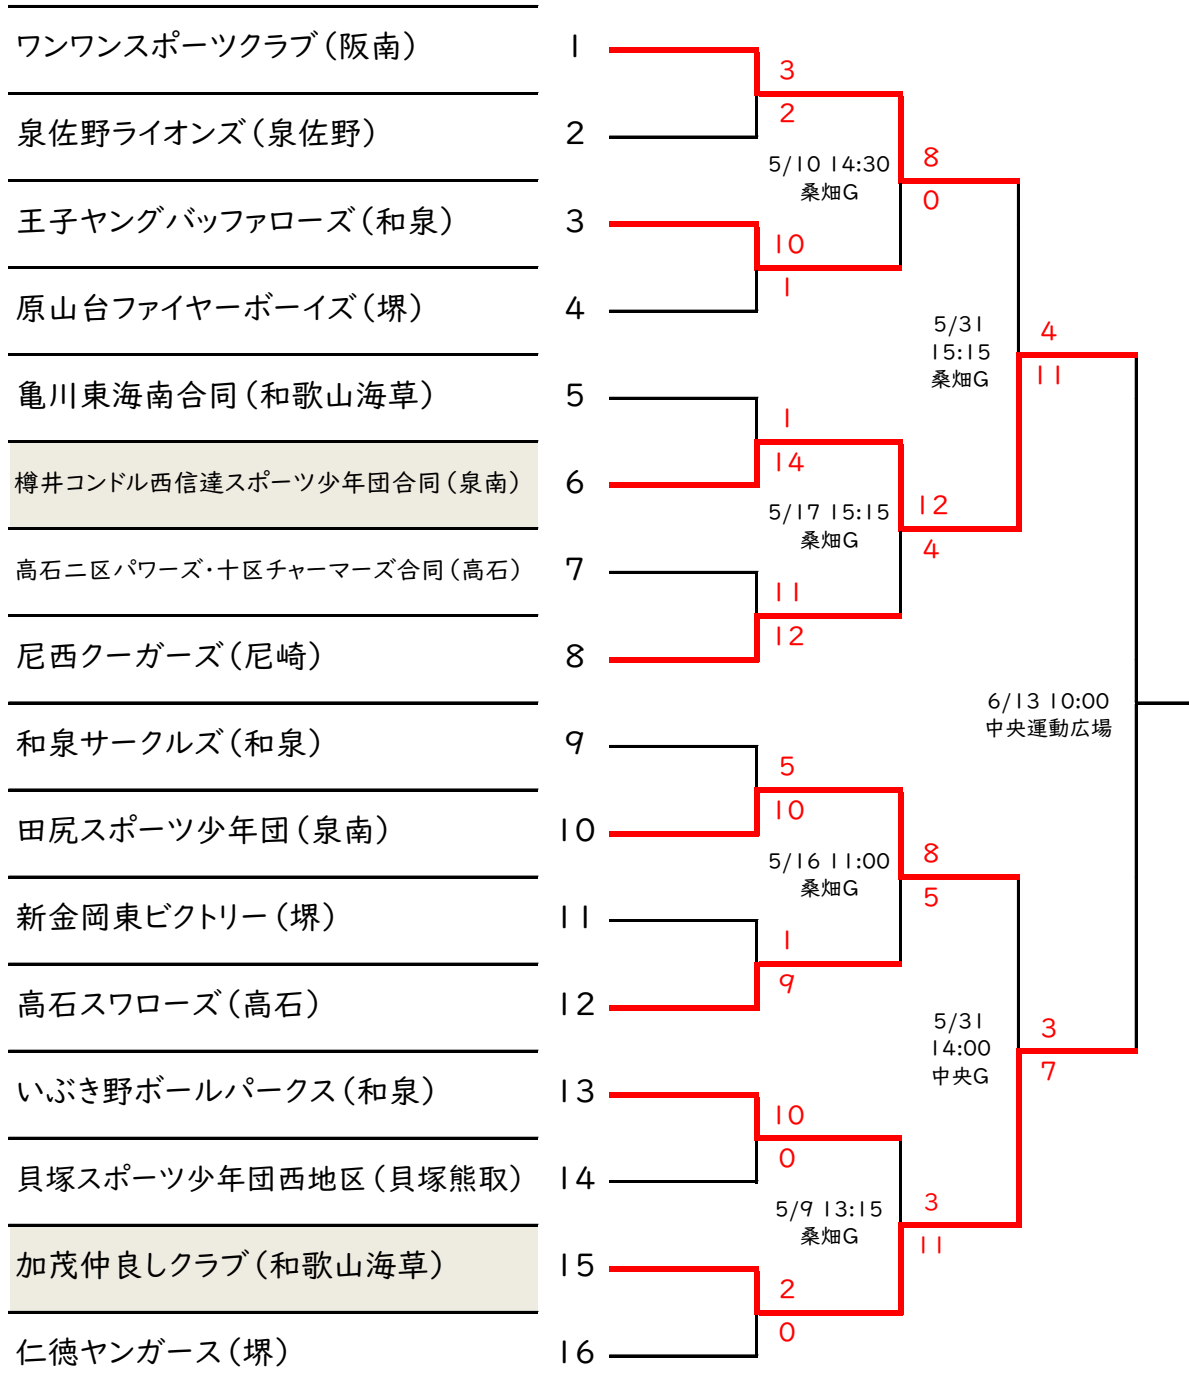 ワンワンスポーツクラブ(阪南) 1
3
2
泉佐野ライオンズ(泉佐野) 2
5/10 14:30
桑畑G
8
0
王子ヤングバッファローズ(和泉) 3
10
1
原山台ファイヤーボーイズ(堺) 4
5/31
15:15
桑畑G
4
11
亀川東海南合同(和歌山海草) 5
1
14
樽井コンドル西信達スポーツ少年団合同(泉南) 6
5/17 15:15
桑畑G
12
4
高石二区パワーズ・十区チャーマーズ合同(高石) 7
11
12
尼西クーガーズ(尼崎) 8
6/13 10:00
中央運動広場
和泉サークルズ(和泉) 9
5
10
田尻スポーツ少年団(泉南) 10
5/16 11:00
桑畑G
8
5
新金岡東ビクトリー(堺) 11
1
9
高石スワローズ(高石) 12
5/31
14:00
中央G
3
7
いぶき野ボールパークス(和泉) 13
10
0
貝塚スポーツ少年団西地区(貝塚熊取) 14
5/9 13:15
桑畑G
3
11
加茂仲良しクラブ(和歌山海草) 15
2
0
仁徳ヤンガース(堺) 16